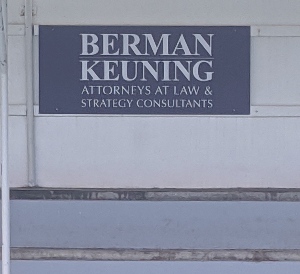 BERMAN
KEUNING
ATTORNEYS AT LAW &
STRATEGY CONSULTANTS